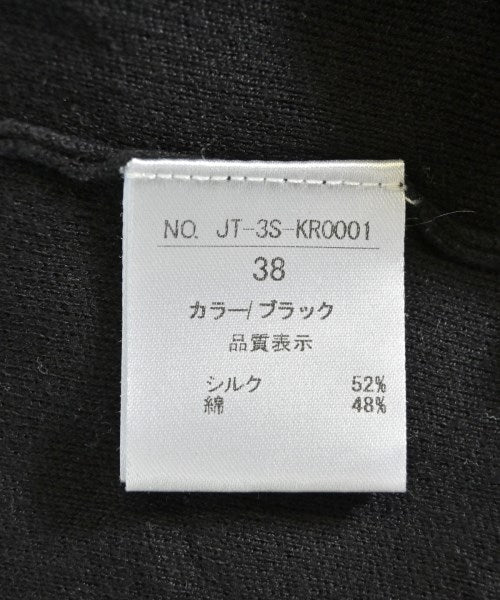 NO. JT-3S-KR0001
38
カラー/ブラック
品質表示
シルク 52%
綿 48%